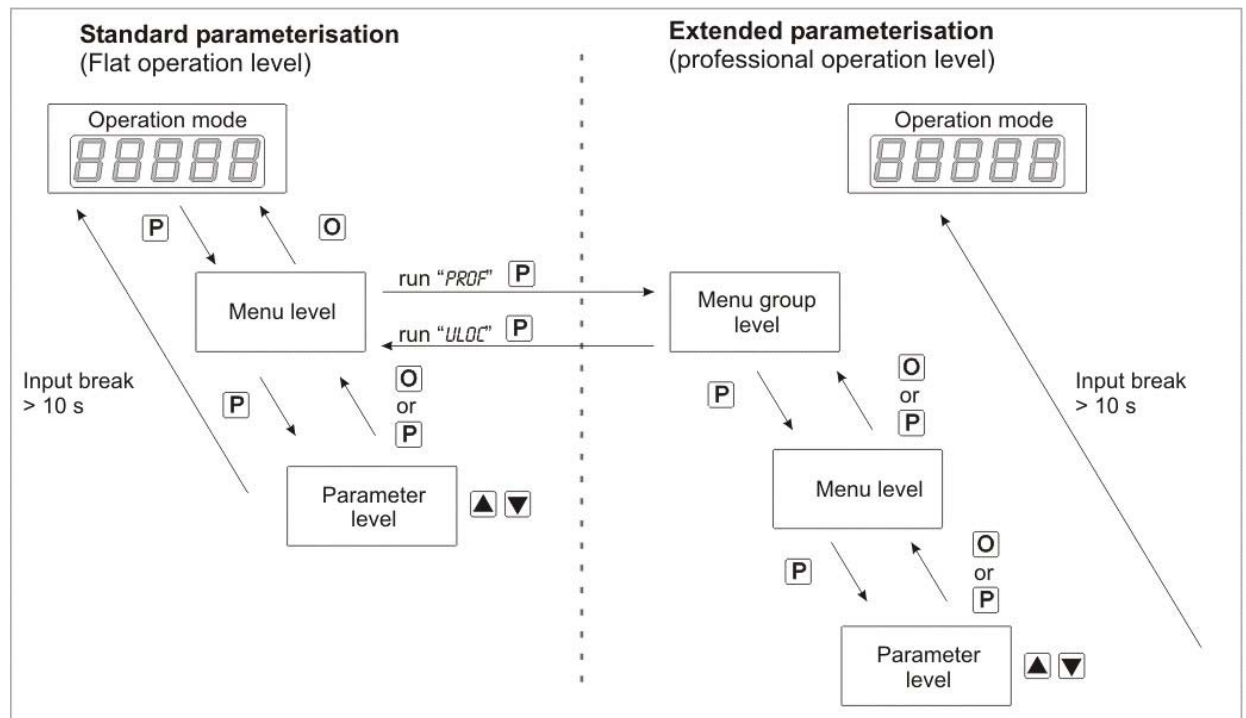 Standard parameterisation
(Flat operation level)
Operation mode
88888
P
O
Menu level
run “PROF” P
run “ULOC” P
Input break
> 10 s
P
O
or
P
Parameter
level
▲ ▼
Extended parameterisation
(professional operation level)
Operation mode
88888
Menu group
level
P
O
or
P
Input break
> 10 s
Menu level
P
O
or
P
Parameter
level
▲ ▼